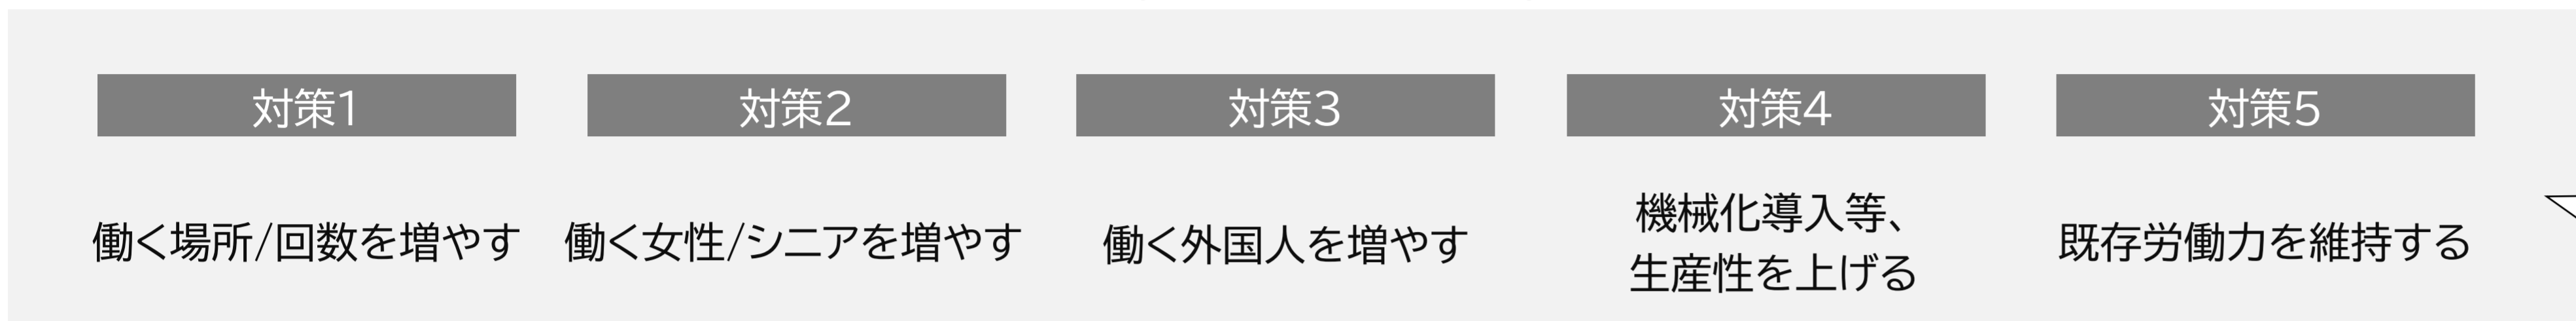 対策1
働く場所/回数を増やす
対策2
働く女性/シニアを増やす
対策3
働く外国人を増やす
対策4
機械化導入等、
生産性を上げる
対策5
既存労働力を維持する